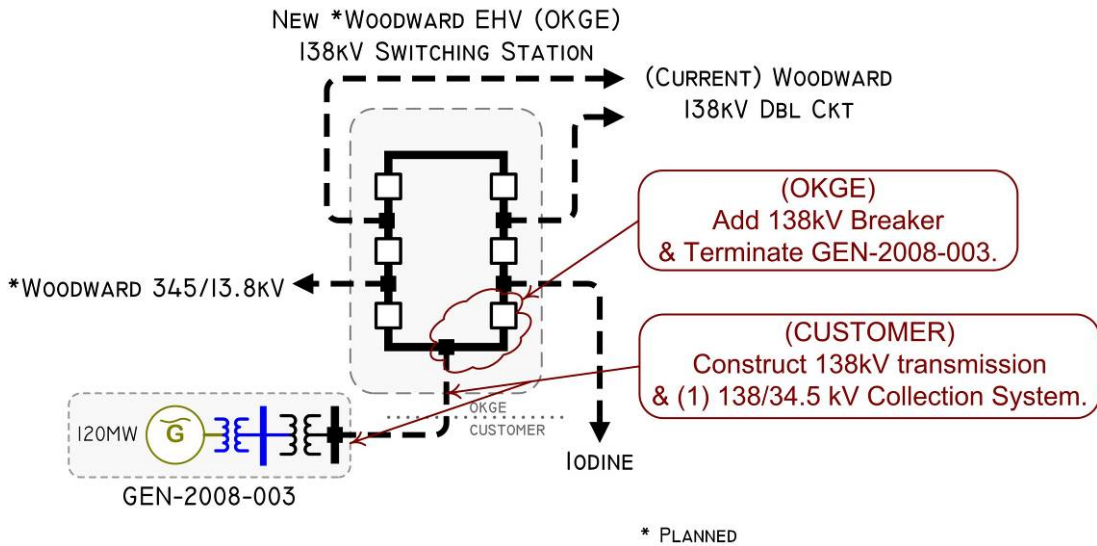 New *Woodward EHV (OKGE)
138kV Switching Station
(Current) Woodward
138kV Dbl Ckt
(OKGE)
Add 138kV Breaker
& Terminate GEN-2008-003.
*Woodward 345/13.8kV
(CUSTOMER)
Construct 138kV transmission
& (1) 138/34.5 kV Collection System.
OKGE
CUSTOMER
120MW
G
Iodine
GEN-2008-003
* Planned